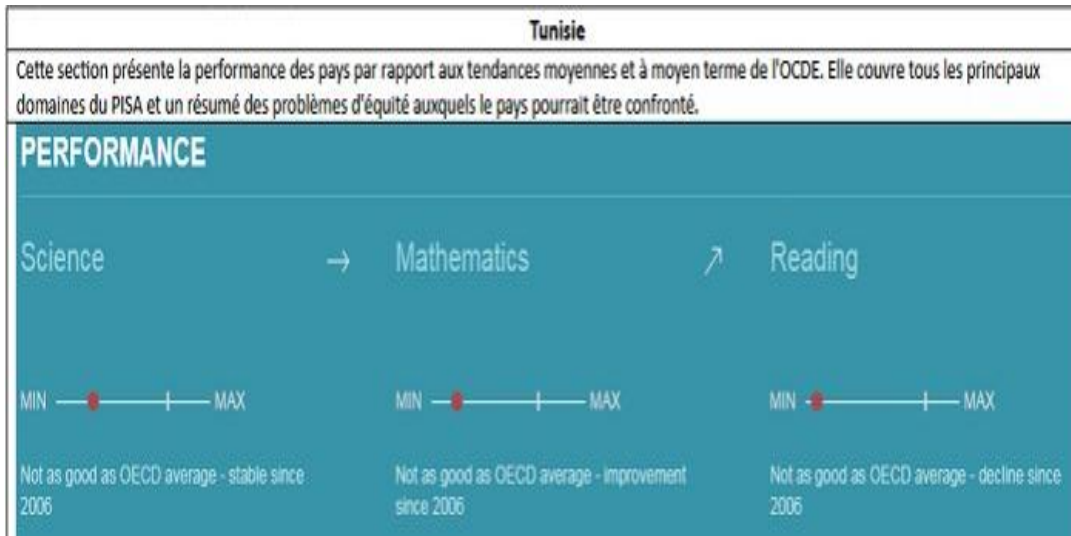 Tunisie
Cette section présente la performance des pays par rapport aux tendances moyennes et à moyen terme de l'OCDE. Elle couvre tous les principaux
domaines du PISA et un résumé des problèmes d'équité auxquels le pays pourrait être confronté.
PERFORMANCE
Science →
MIN MAX
Not as good as OECD average - stable since
2006
Mathematics ↗
MIN MAX
Not as good as OECD average - improvement
since 2006
Reading
MIN MAX
Not as good as OECD average - decline since
2006